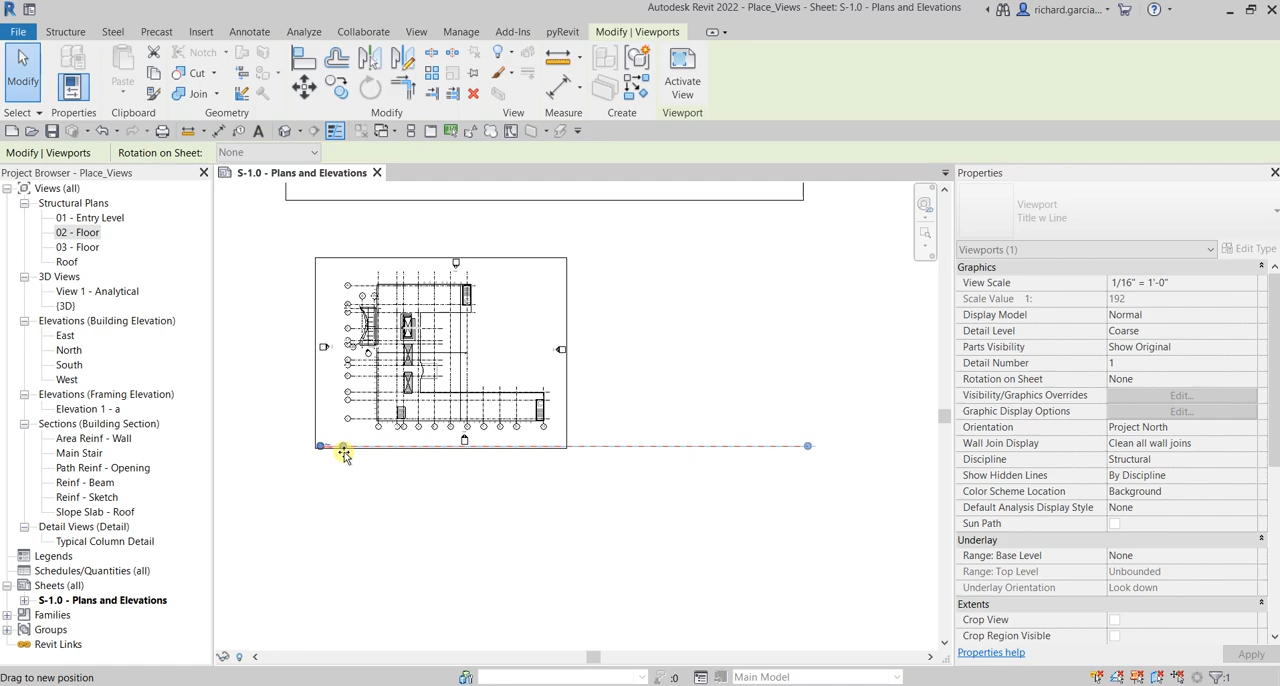 Autodesk Revit 2022 - Place_Views - Sheet: S-1.0 - Plans and Elevations
richard.garcia...
File Structure Steel Precast Insert Annotate Analyze Collaborate View Manage Add-Ins pyRevit Modify | Viewports
Modify Paste Notch Cut Join Activate View
Select Properties Clipboard Geometry Modify View Measure Create Viewport
Modify | Viewports Rotation on Sheet: None
Project Browser - Place_Views
S-1.0 - Plans and Elevations
Properties
Views (all)
Structural Plans
01 - Entry Level
02 - Floor
03 - Floor
Roof
3D Views
View 1 - Analytical
{3D}
Elevations (Building Elevation)
East
North
South
West
Elevations (Framing Elevation)
Elevation 1 - a
Sections (Building Section)
Area Reinf - Wall
Main Stair
Path Reinf - Opening
Reinf - Beam
Reinf - Sketch
Slope Slab - Roof
Detail Views (Detail)
Typical Column Detail
Legends
Schedules/Quantities (all)
Sheets (all)
S-1.0 - Plans and Elevations
Families
Groups
Revit Links
Viewport
Title w Line
Viewports (1) Edit Type
Graphics
View Scale 1/16" = 1'-0"
Scale Value 1: 192
Display Model Normal
Detail Level Coarse
Parts Visibility Show Original
Detail Number 1
Rotation on Sheet None
Visibility/Graphics Overrides Edit...
Graphic Display Options Edit...
Orientation Project North
Wall Join Display Clean all wall joins
Discipline Structural
Show Hidden Lines By Discipline
Color Scheme Location Background
Default Analysis Display Style None
Sun Path
Underlay
Range: Base Level None
Range: Top Level Unbounded
Underlay Orientation Look down
Extents
Crop View
Crop Region Visible
Properties help Apply
Drag to new position :0 Main Model :1